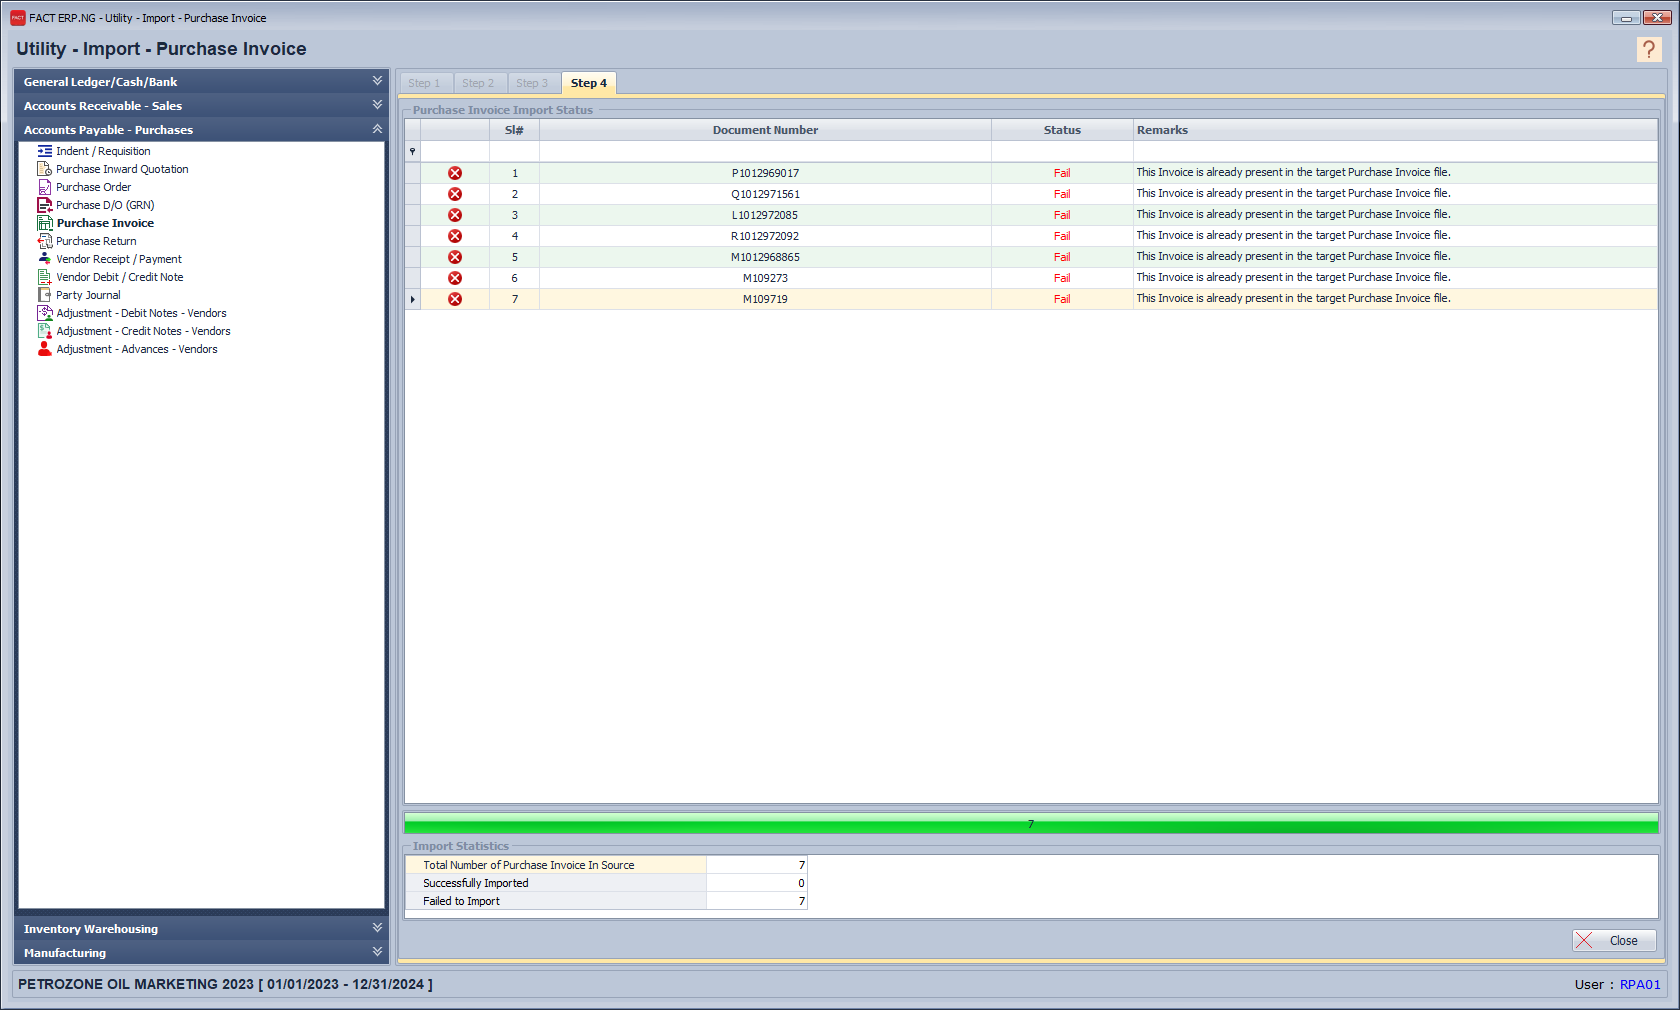 FACT FACT ERP.NG - Utility - Import - Purchase Invoice
Utility - Import - Purchase Invoice
?
General Ledger/Cash/Bank
Accounts Receivable - Sales
Accounts Payable - Purchases
Indent / Requisition
Purchase Inward Quotation
Purchase Order
Purchase D/O (GRN)
Purchase Invoice
Purchase Return
Vendor Receipt / Payment
Vendor Debit / Credit Note
Party Journal
Adjustment - Debit Notes - Vendors
Adjustment - Credit Notes - Vendors
Adjustment - Advances - Vendors
Inventory Warehousing
Manufacturing
Step 1 Step 2 Step 3 Step 4
Purchase Invoice Import Status
Sl# Document Number Status Remarks
1 P1012969017 Fail This Invoice is already present in the target Purchase Invoice file.
2 Q1012971561 Fail This Invoice is already present in the target Purchase Invoice file.
3 L1012972085 Fail This Invoice is already present in the target Purchase Invoice file.
4 R1012972092 Fail This Invoice is already present in the target Purchase Invoice file.
5 M1012968865 Fail This Invoice is already present in the target Purchase Invoice file.
6 M109273 Fail This Invoice is already present in the target Purchase Invoice file.
7 M109719 Fail This Invoice is already present in the target Purchase Invoice file.
7
Import Statistics
Total Number of Purchase Invoice In Source 7
Successfully Imported 0
Failed to Import 7
Close
PETROZONE OIL MARKETING 2023 [ 01/01/2023 - 12/31/2024 ]
User : RPA01